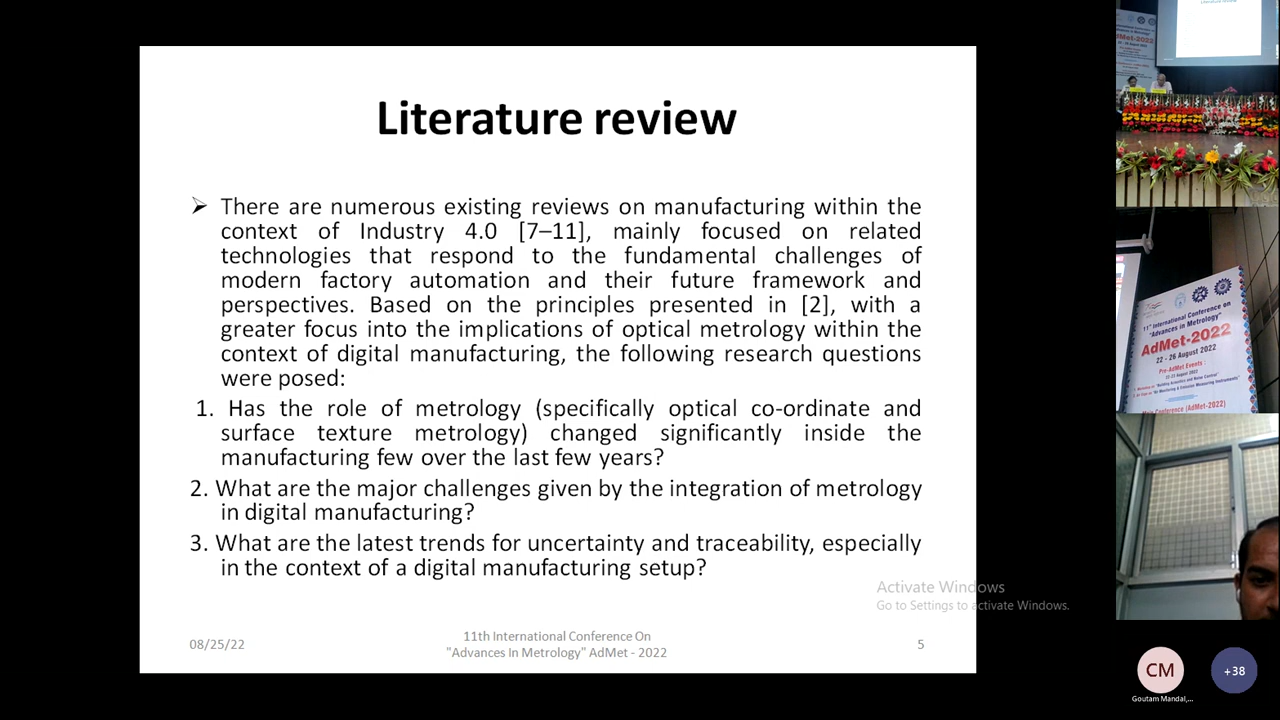 Literature review
There are numerous existing reviews on manufacturing within the
context of Industry 4.0 [7–11], mainly focused on related
technologies that respond to the fundamental challenges of
modern factory automation and their future framework and
perspectives. Based on the principles presented in [2], with a
greater focus into the implications of optical metrology within the
context of digital manufacturing, the following research questions
were posed:
1. Has the role of metrology (specifically optical co-ordinate and
surface texture metrology) changed significantly inside the
manufacturing few over the last few years?
2. What are the major challenges given by the integration of metrology
in digital manufacturing?
3. What are the latest trends for uncertainty and traceability, especially
in the context of a digital manufacturing setup?
08/25/22
11th International Conference On
"Advances In Metrology" AdMet - 2022
5
Activate Windows
Go to Settings to activate Windows.
Literature review
AdMet-2022
11th International Conference on
"Advances in Metrology"
AdMet-2022
22 - 26 August 2022
Pre-AdMet Events :
Main Conference (AdMet-2022)
CM
Goutam Mandal,...
+38